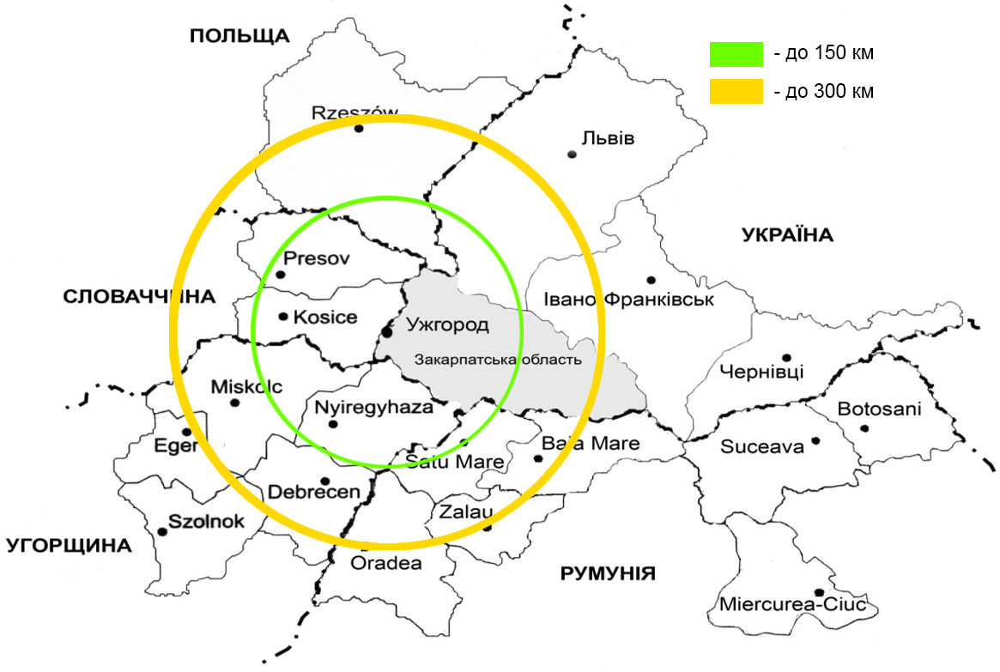 ПОЛЬЩА
- до 150 км
- до 300 км
Rzeszów
Львів
УКРАЇНА
Presov
СЛОВАЧЧИНА
Івано-Франківськ
Kosice
Ужгород
Закарпатська область
Чернівці
Miskolc
Nyiregyhaza
Botosani
Eger
Baia Mare
Suceava
Satu Mare
Debrecen
Zalau
Szolnok
УГОРЩИНА
Oradea
РУМУНІЯ
Miercurea-Ciuc